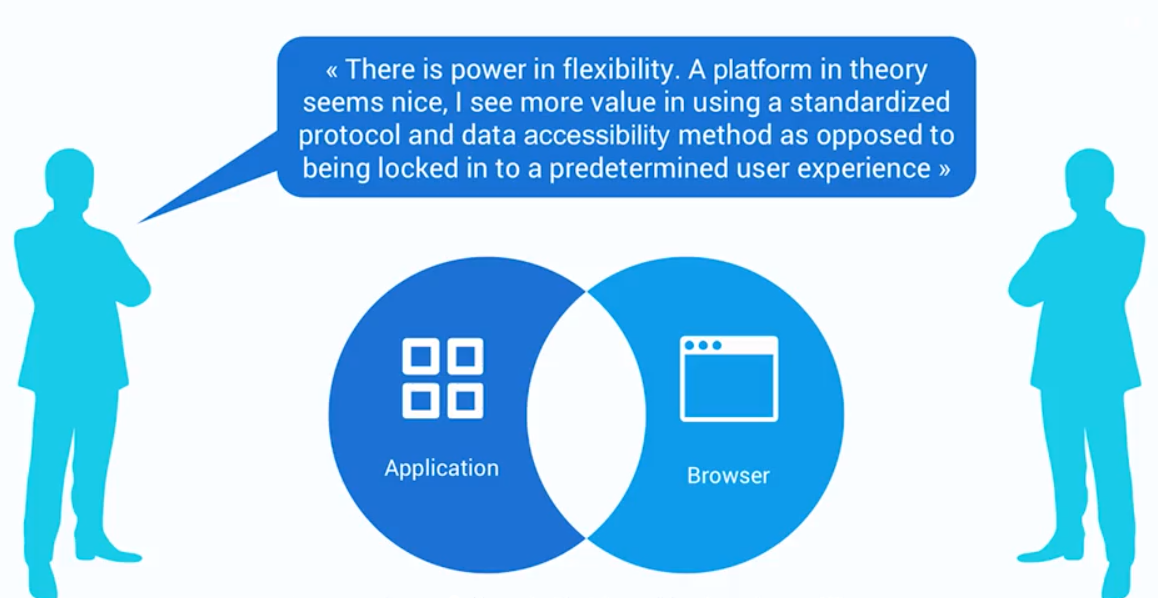 « There is power in flexibility. A platform in theory
seems nice, I see more value in using a standardized
protocol and data accessibility method as opposed to
being locked in to a predetermined user experience »
Application
Browser